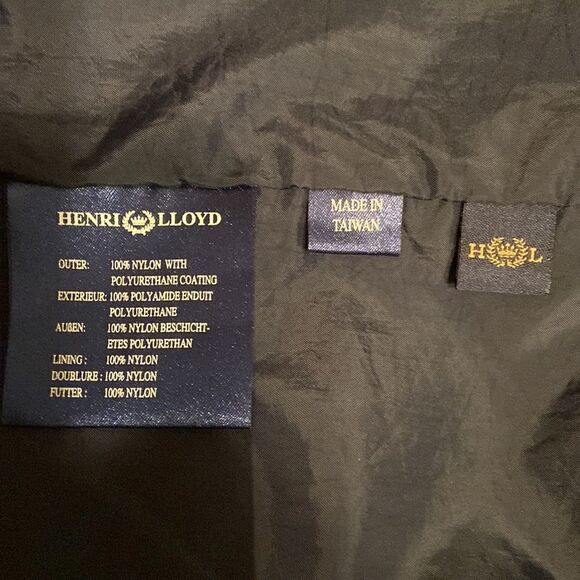 HENRI LLOYD
OUTER: 100% NYLON WITH
POLYURETHANE COATING
EXTERIEUR: 100% POLYAMIDE ENDUIT
POLYURETHANE
AUßEN: 100% NYLON BESCHICHT-
ETES POLYURETHAN
LINING : 100% NYLON
DOUBLURE : 100% NYLON
FUTTER : 100% NYLON
MADE IN
TAIWAN
H L